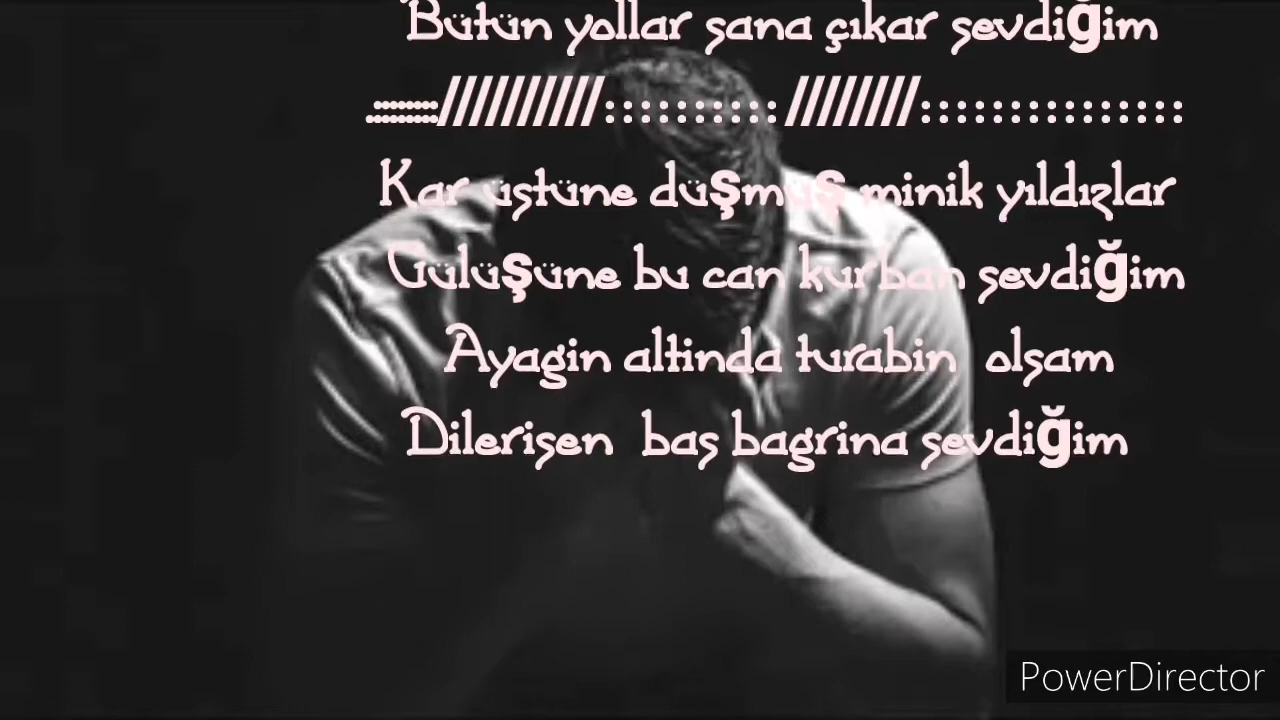 Bütün yollar sana çıkar sevdiğim
::::::::://////////::::::::::////////:::::::::::::::
Kar üstüne düşmüş minik yıldızlar
Gülüşüne bu can kurban sevdiğim
Ayagin altinda turabin olsam
Dilerisen bas bagrina sevdiğim
PowerDirector